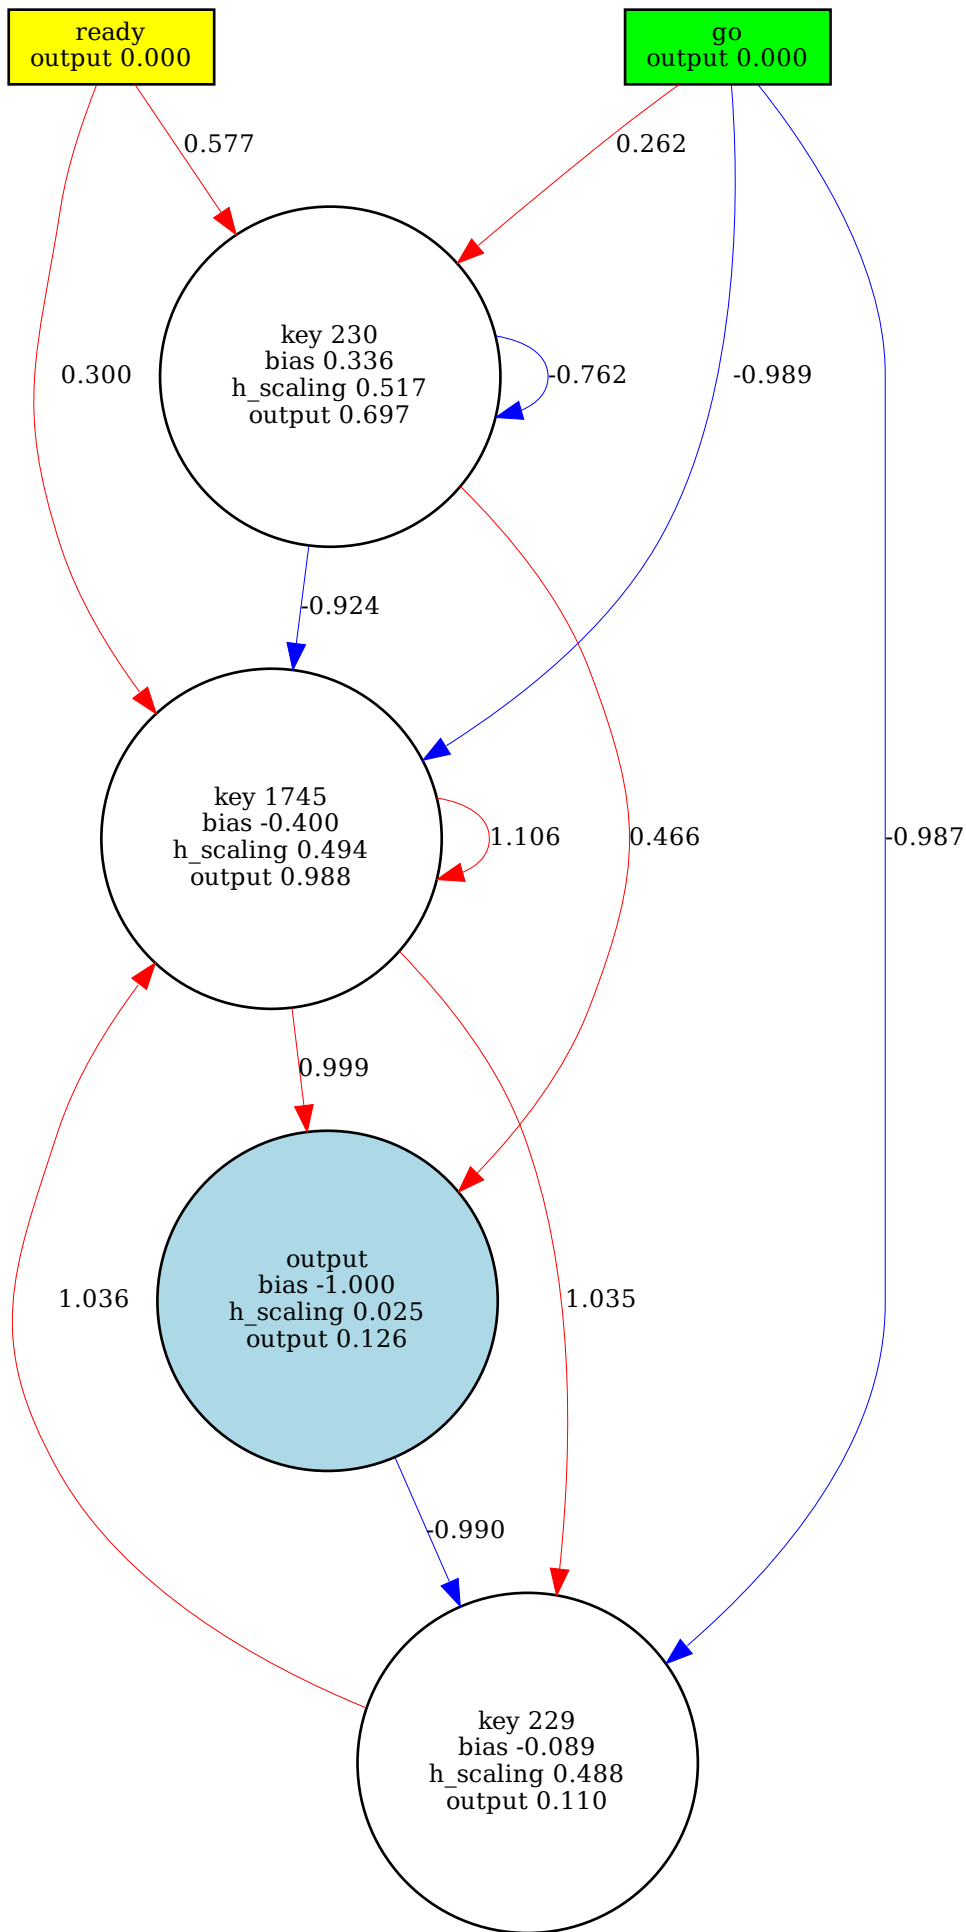 ready
output 0.000
go
output 0.000
0.577
0.262
key 230
bias 0.336
h_scaling 0.517
output 0.697
0.300
-0.762
-0.989
-0.924
key 1745
bias -0.400
h_scaling 0.494
output 0.988
1.106
0.466
-0.987
0.999
output
bias -1.000
h_scaling 0.025
output 0.126
1.036
1.035
-0.990
key 229
bias -0.089
h_scaling 0.488
output 0.110